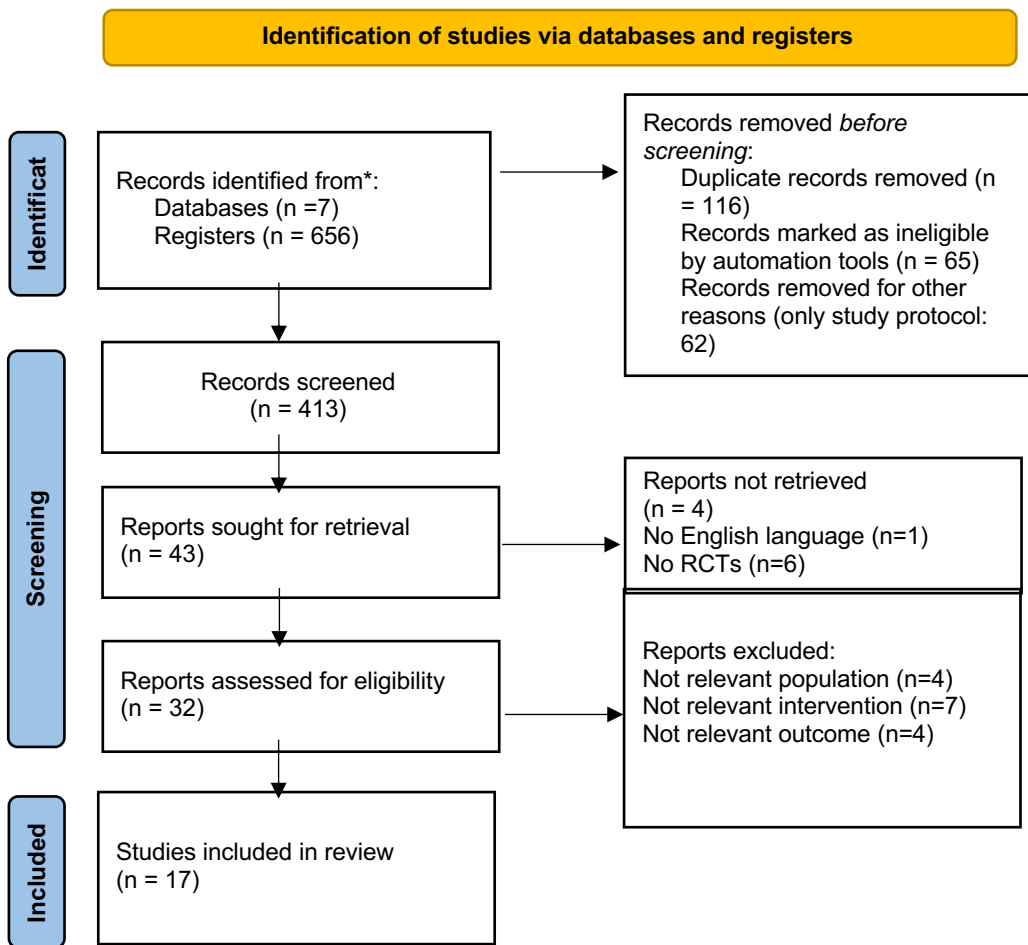 Identification of studies via databases and registers
Identificat
Records identified from*:
Databases (n =7)
Registers (n = 656)
Records removed before
screening:
Duplicate records removed (n
= 116)
Records marked as ineligible
by automation tools (n = 65)
Records removed for other
reasons (only study protocol:
62)
Screening
Records screened
(n = 413)
Reports sought for retrieval
(n = 43)
Reports not retrieved
(n = 4)
No English language (n=1)
No RCTs (n=6)
Reports assessed for eligibility
(n = 32)
Reports excluded:
Not relevant population (n=4)
Not relevant intervention (n=7)
Not relevant outcome (n=4)
Included
Studies included in review
(n = 17)